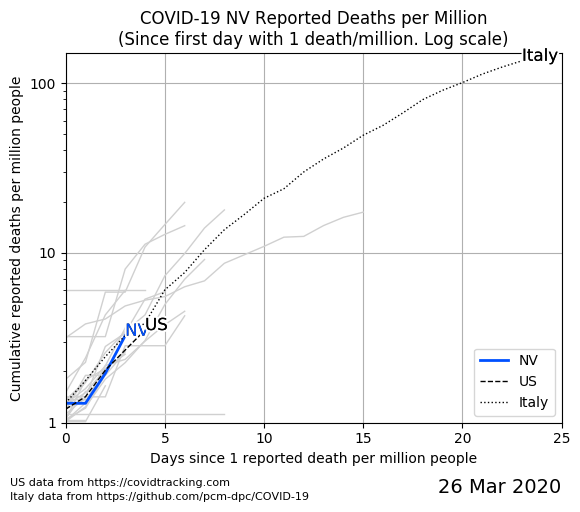 COVID-19 NV Reported Deaths per Million
(Since first day with 1 death/million. Log scale)
Cumulative reported deaths per million people
100
10
1
Italy
NV
US
NV
US
Italy
0 5 10 15 20 25
Days since 1 reported death per million people
US data from https://covidtracking.com
Italy data from https://github.com/pcm-dpc/COVID-19
26 Mar 2020